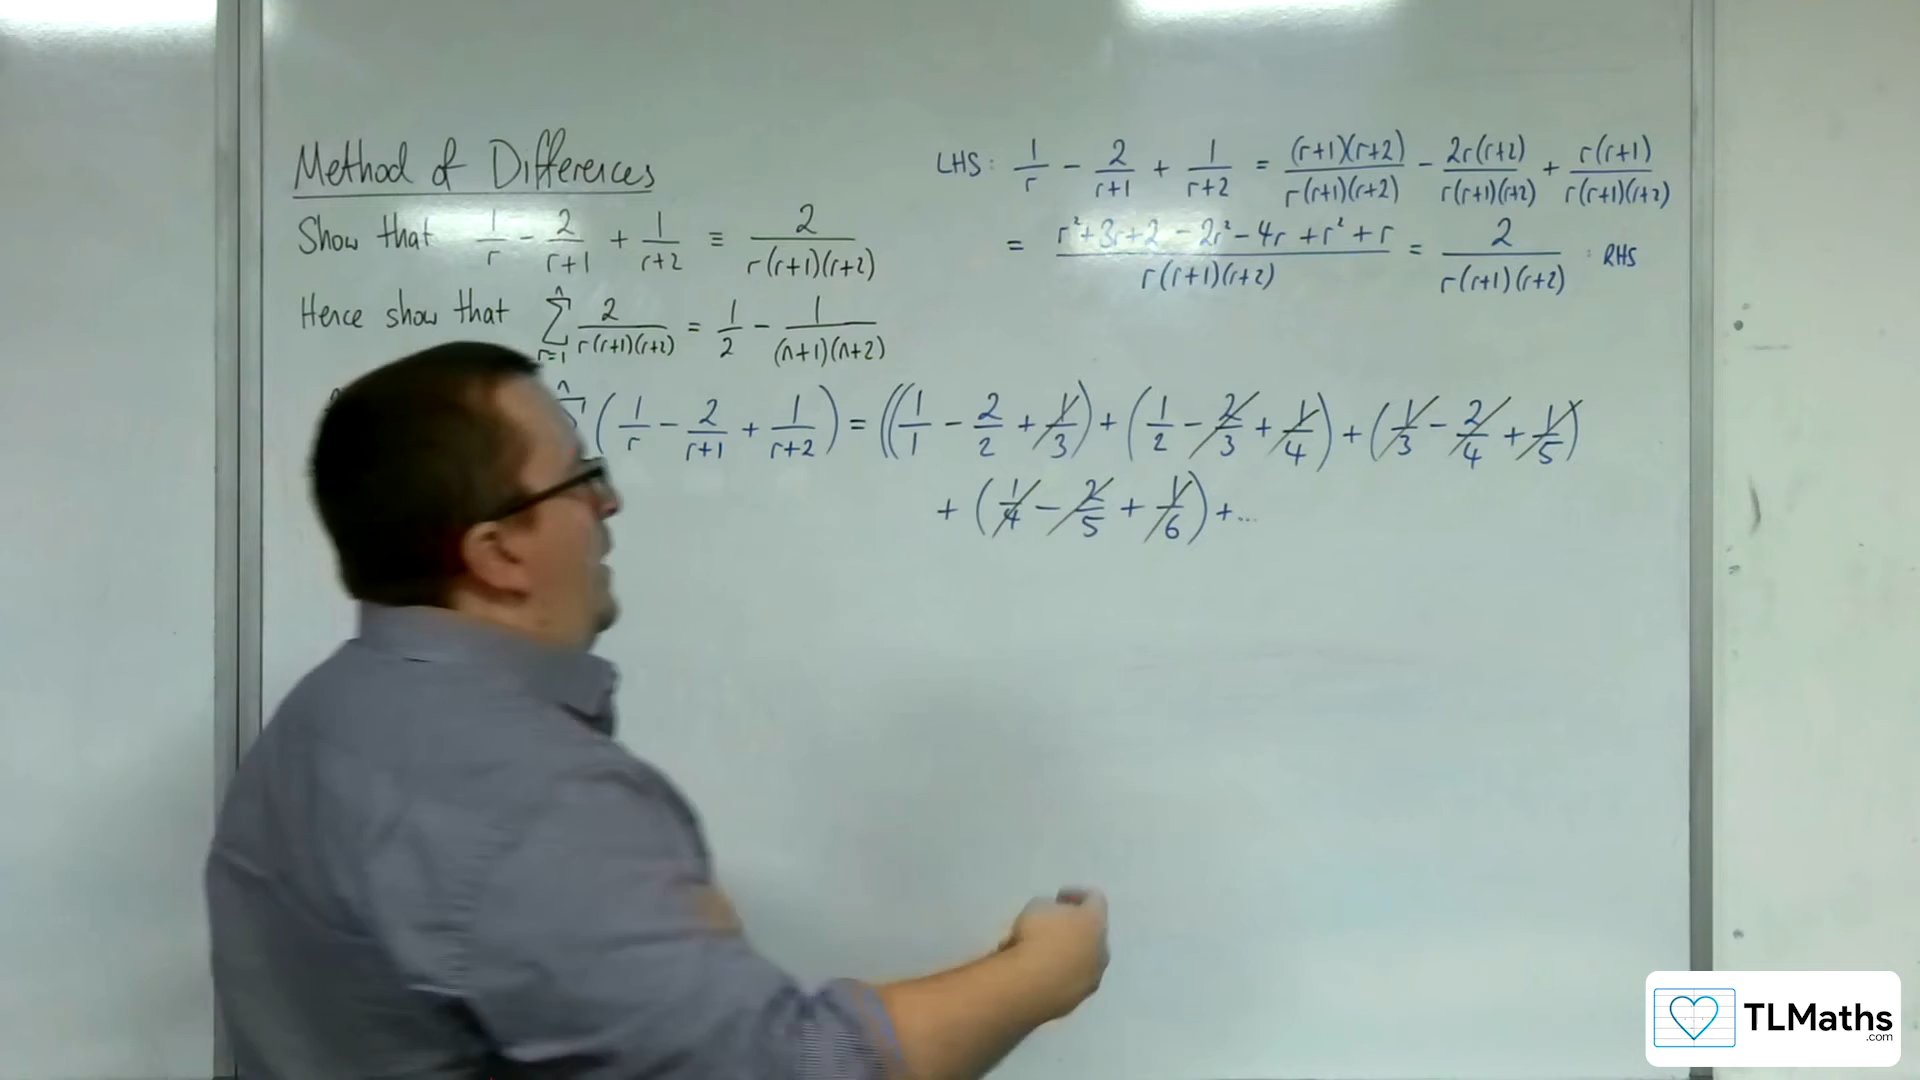 Method of Differences
Show that 1/r - 2/(r+1) + 1/(r+2) ≡ 2/(r(r+1)(r+2))
Hence show that n Σ r=1 2/(r(r+1)(r+2)) = 1/2 - 1/((n+1)(n+2))
LHS: 1/r - 2/(r+1) + 1/(r+2) = (r+1)(r+2)/(r(r+1)(r+2)) - 2r(r+2)/(r(r+1)(r+2)) + r(r+1)/(r(r+1)(r+2))
= (r²+3r+2 - 2r² - 4r + r² + r)/(r(r+1)(r+2)) = 2/(r(r+1)(r+2)) : RHS
n (1/r - 2/(r+1) + 1/(r+2)) = ((1/1 - 2/2 + 1/3) + (1/2 - 2/3 + 1/4) + (1/3 - 2/4 + 1/5)
+ (1/4 - 2/5 + 1/6) + ...
TLMaths
.com